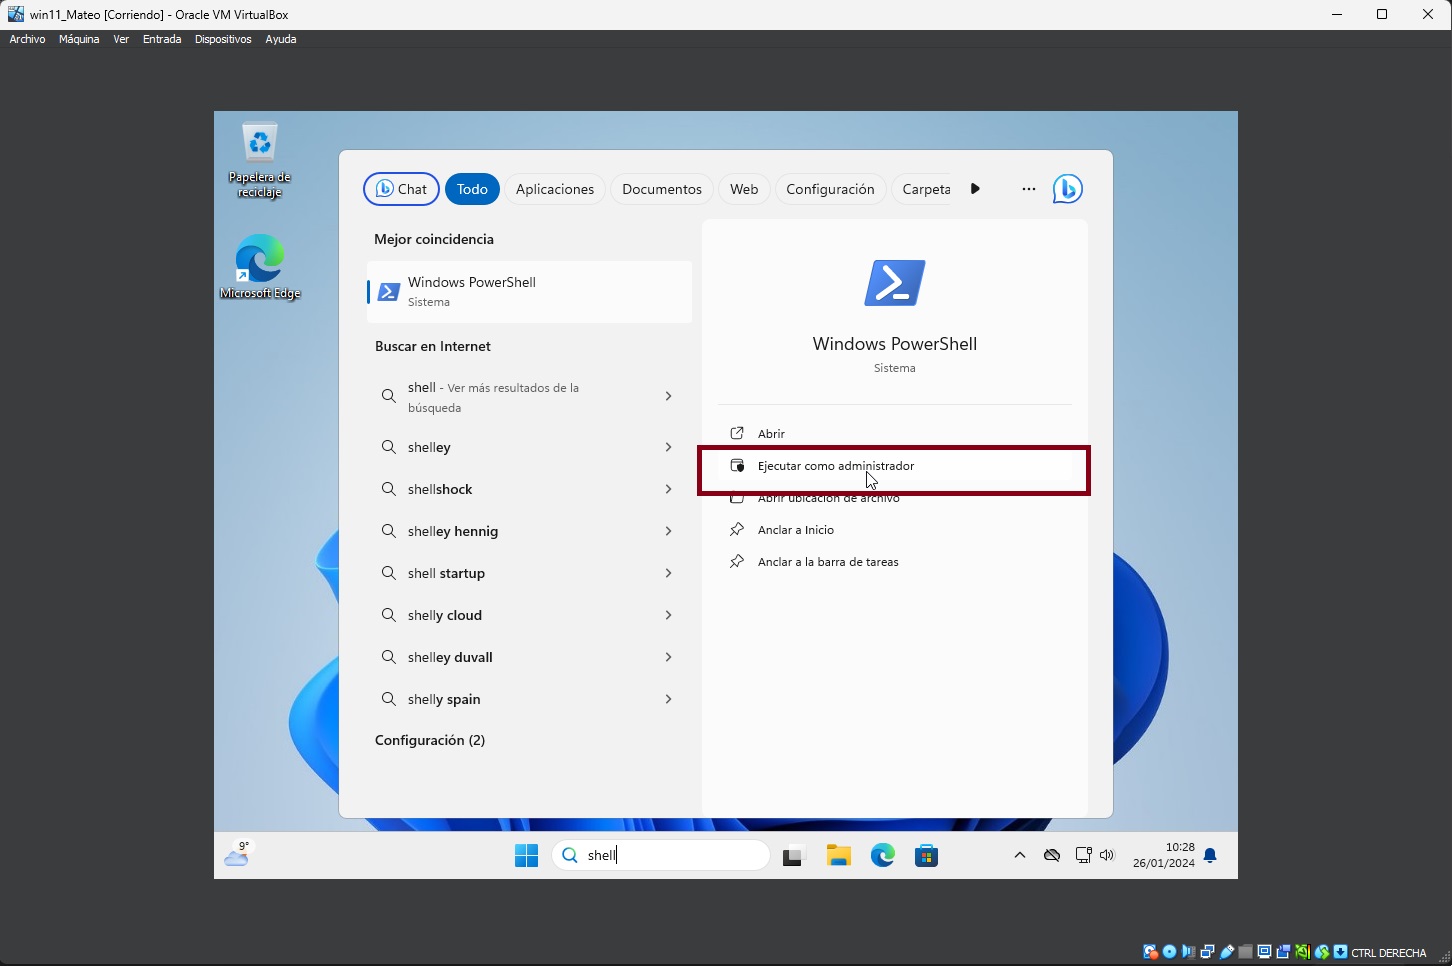 win11_Mateo [Corriendo] - Oracle VM VirtualBox
Archivo Máquina Ver Entrada Dispositivos Ayuda
Papelera de
reciclaje
Microsoft Edge
Chat Todo Aplicaciones Documentos Web Configuración Carpeta
Mejor coincidencia
Windows PowerShell
Sistema
Buscar en Internet
shell - Ver más resultados de la
búsqueda
shelley
shellshock
shelley hennig
shell startup
shelly cloud
shelley duvall
shelly spain
Configuración (2)
Windows PowerShell
Sistema
Abrir
Ejecutar como administrador
Abrir ubicación de archivo
Anclar a Inicio
Anclar a la barra de tareas
9°
shell
10:28
26/01/2024
CTRL DERECHA